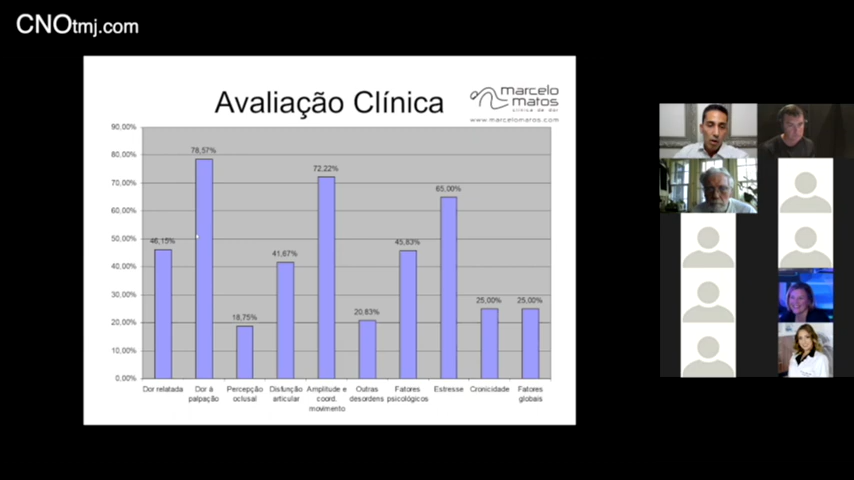 CNOtmj.com
Avaliação Clínica
marcelo
matos
clínica da dor
www.marcelomatos.com
90,00%
80,00%
70,00%
60,00%
50,00%
40,00%
30,00%
20,00%
10,00%
0,00%
46,15%
78,57%
18,75%
41,67%
72,22%
20,83%
45,83%
65,00%
25,00%
25,00%
Dor relatada
Dor à
palpação
Percepção
oclusal
Disfunção
articular
Amplitude e
coord.
movimento
Outras
desordens
Fatores
psicológicos
Estresse
Cronicidade
Fatores
globais